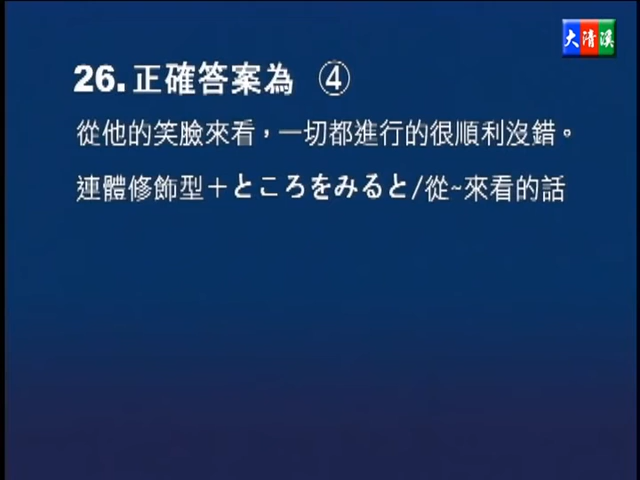 大清溪
26.正確答案為 ④
從他的笑臉來看，一切都進行的很順利沒錯。
連體修飾型＋ところをみると/從~來看的話